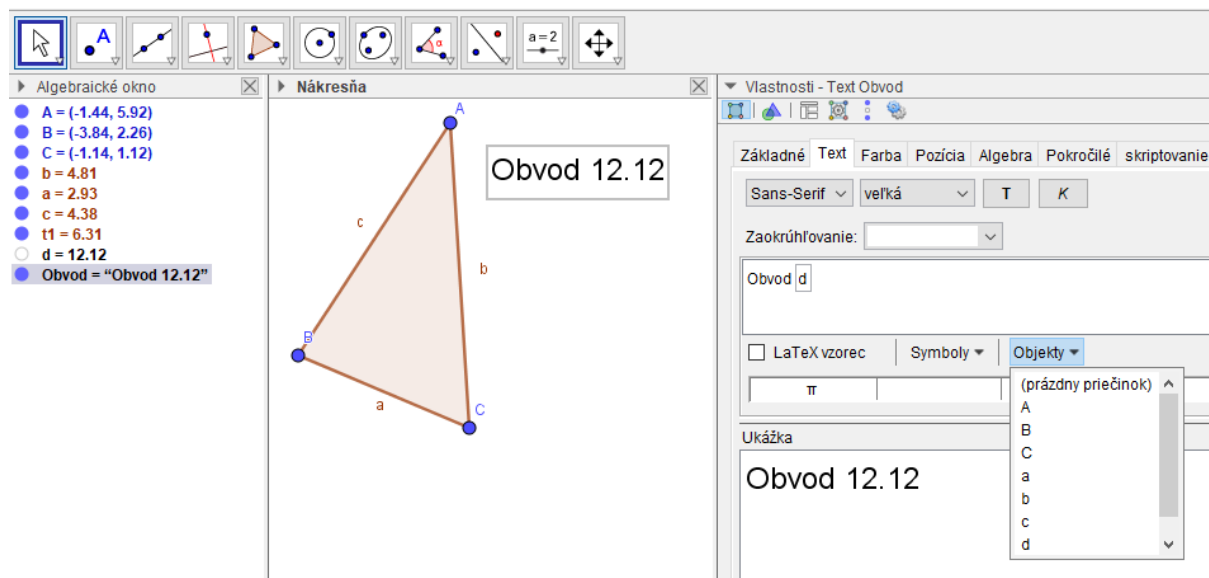 A
α
a=2
Algebraické okno
A = (-1.44, 5.92)
B = (-3.84, 2.26)
C = (-1.14, 1.12)
b = 4.81
a = 2.93
c = 4.38
t1 = 6.31
d = 12.12
Obvod = “Obvod 12.12”
Nákresňa
A
Obvod 12.12
c
b
B
a
C
Vlastnosti - Text Obvod
Základné Text Farba Pozícia Algebra Pokročilé skriptovanie
Sans-Serif veľká T K
Zaokrúhľovanie:
Obvod d
LaTeX vzorec Symboly Objekty
π
(prázdny priečinok)
A
B
C
a
b
c
d
Ukážka
Obvod 12.12